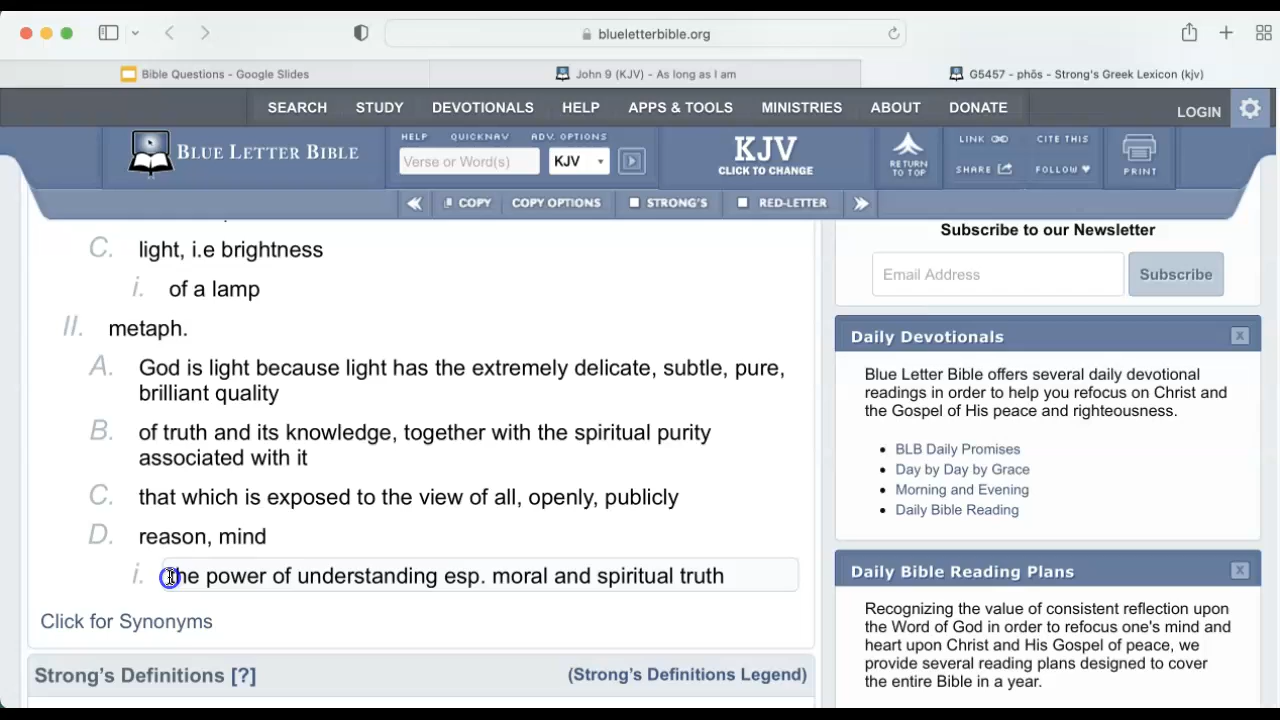 blueletterbible.org
Bible Questions - Google Slides
John 9 (KJV) - As long as I am
G5457 - phōs - Strong's Greek Lexicon (kjv)
SEARCH STUDY DEVOTIONALS HELP APPS & TOOLS MINISTRIES ABOUT DONATE LOGIN
BLUE LETTER BIBLE
HELP QUICKNAV ADV. OPTIONS
Verse or Word(s) KJV
KJV
CLICK TO CHANGE
RETURN
TO TOP
LINK CITE THIS
SHARE FOLLOW
PRINT
COPY COPY OPTIONS STRONG'S RED-LETTER
C. light, i.e brightness
i. of a lamp
II. metaph.
A. God is light because light has the extremely delicate, subtle, pure,
brilliant quality
B. of truth and its knowledge, together with the spiritual purity
associated with it
C. that which is exposed to the view of all, openly, publicly
D. reason, mind
i. the power of understanding esp. moral and spiritual truth
Click for Synonyms
Strong's Definitions [?] (Strong's Definitions Legend)
Subscribe to our Newsletter
Email Address Subscribe
Daily Devotionals X
Blue Letter Bible offers several daily devotional
readings in order to help you refocus on Christ and
the Gospel of His peace and righteousness.
• BLB Daily Promises
• Day by Day by Grace
• Morning and Evening
• Daily Bible Reading
Daily Bible Reading Plans X
Recognizing the value of consistent reflection upon
the Word of God in order to refocus one's mind and
heart upon Christ and His Gospel of peace, we
provide several reading plans designed to cover
the entire Bible in a year.